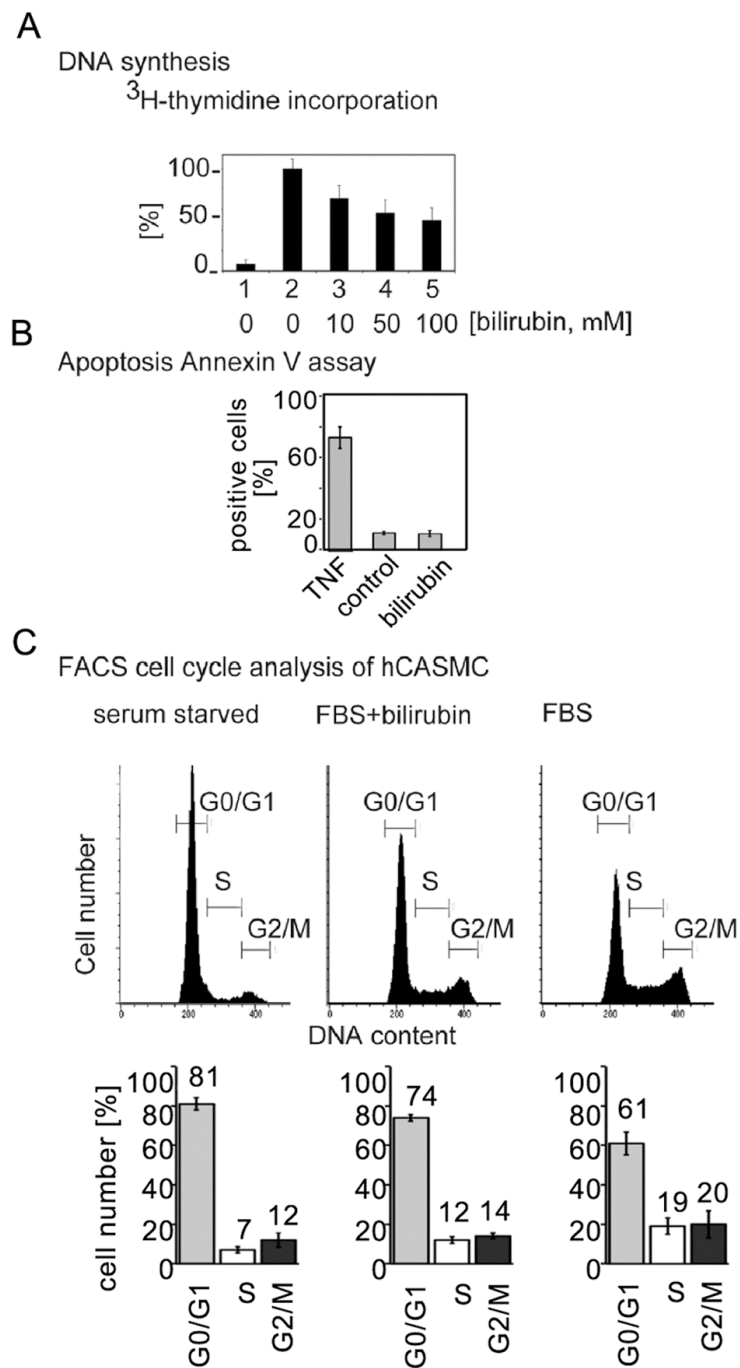 A
DNA synthesis
³H-thymidine incorporation
[%]
100
50
0
1 2 3 4 5
0 0 10 50 100 [bilirubin, mM]
B
Apoptosis Annexin V assay
positive cells
[%]
100
60
20
0
TNF control bilirubin
C
FACS cell cycle analysis of hCASMC
serum starved FBS+bilirubin FBS
Cell number
G0/G1 G0/G1 G0/G1
S S S
G2/M G2/M G2/M
0 200 400 0 200 400 0 200 400
DNA content
cell number [%]
100 100 100
80 80 80
60 60 60
40 40 40
20 20 20
0 0 0
81 7 12 74 12 14 61 19 20
G0/G1 S G2/M G0/G1 S G2/M G0/G1 S G2/M